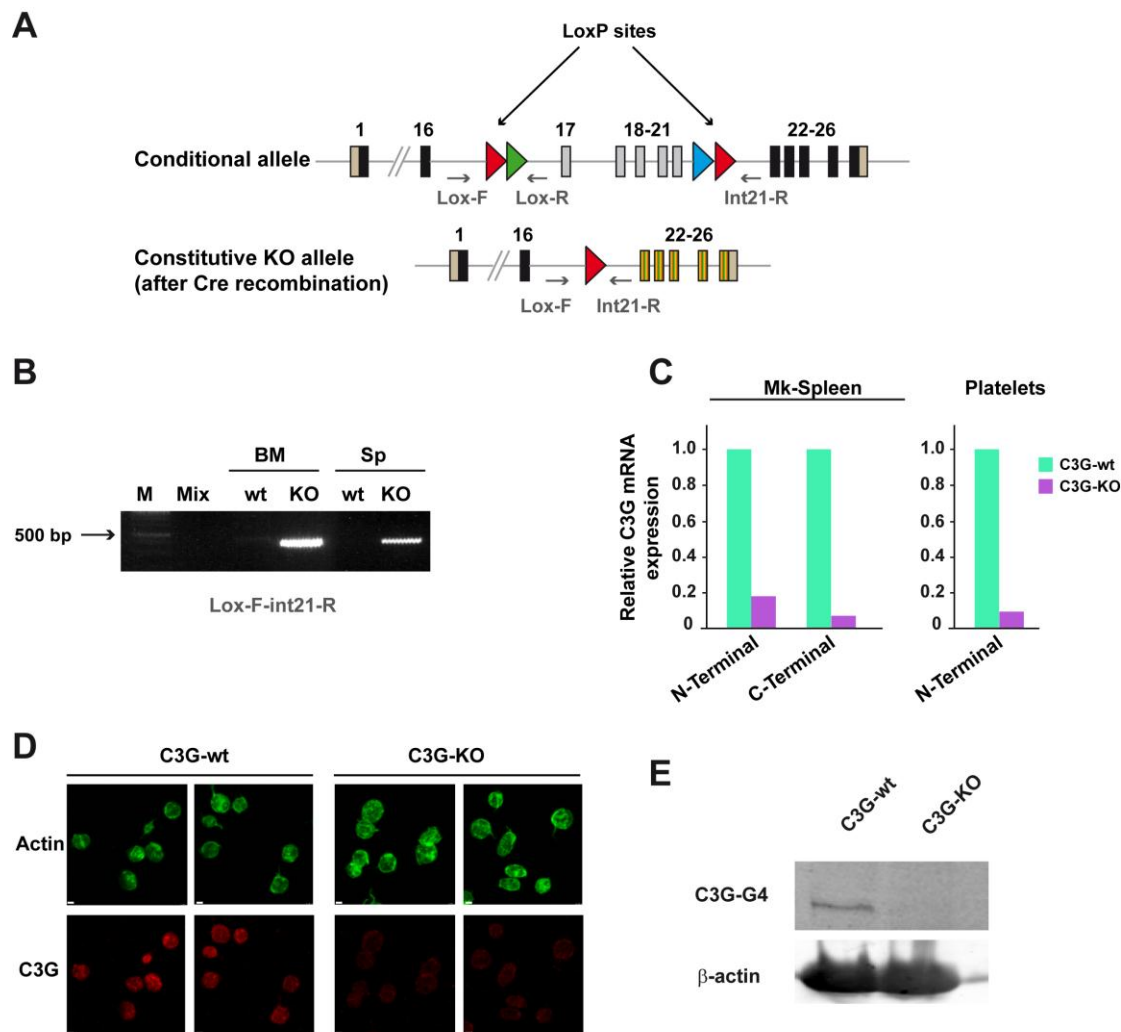 A
LoxP sites
1 16 17 18-21 22-26
Conditional allele
Lox-F Lox-R Int21-R
1 16 22-26
Constitutive KO allele
(after Cre recombination)
Lox-F Int21-R
B
BM Sp
M Mix wt KO wt KO
500 bp
Lox-F-int21-R
C
Mk-Spleen Platelets
Relative C3G mRNA
expression
1.0 1.0
0.8 0.8
0.6 0.6
0.4 0.4
0.2 0.2
0 0
C3G-wt
C3G-KO
N-Terminal C-Terminal N-Terminal
D
C3G-wt C3G-KO
Actin
C3G
E
C3G-wt C3G-KO
C3G-G4
β-actin